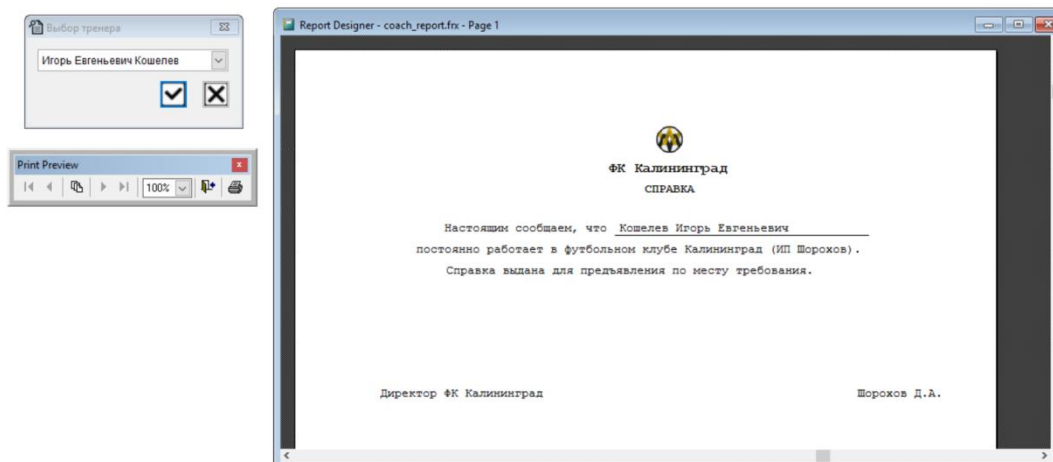 Выбор тренера
Игорь Евгеньевич Кошелев
Print Preview
100%
Report Designer - coach_report.frx - Page 1
ФК Калининград
СПРАВКА
Настоящим сообщаем, что Кошелев Игорь Евгеньевич
постоянно работает в футбольном клубе Калининград (ИП Шорохов).
Справка выдана для предъявления по месту требования.
Директор ФК Калининград Шорохов Д.А.